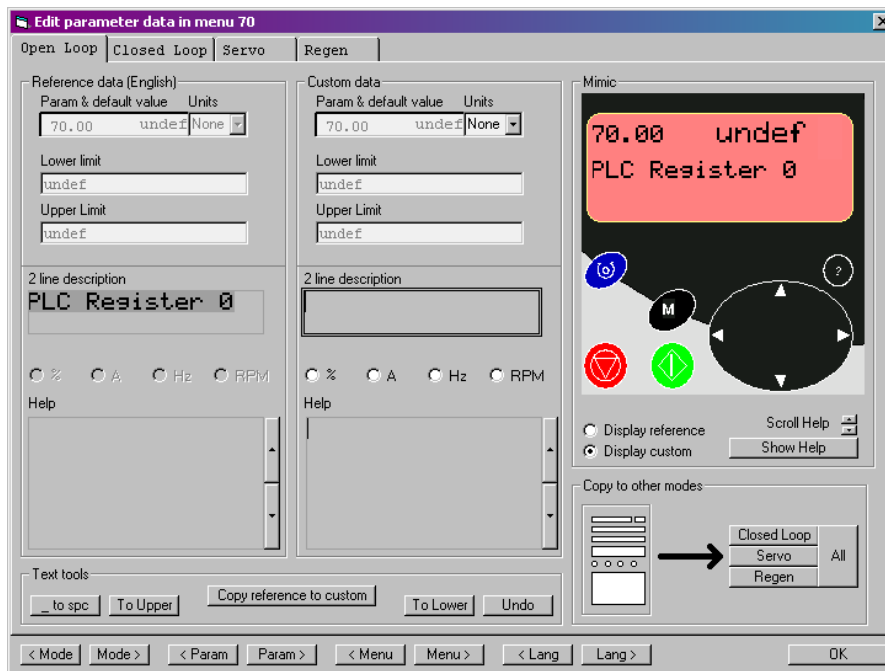 Edit parameter data in menu 70
Open Loop Closed Loop Servo Regen
Reference data (English)
Param & default value Units
70.00 undef None
Lower limit
undef
Upper Limit
undef
2 line description
PLC Register 0
% A Hz RPM
Help
Custom data
Param & default value Units
70.00 undef None
Lower limit
undef
Upper Limit
undef
2 line description
% A Hz RPM
Help
Mimic
70.00 undef
PLC Register 0
?
M
Display reference
Display custom
Scroll Help
Show Help
Copy to other modes
Closed Loop
Servo
Regen
All
Text tools
_ to spc To Upper Copy reference to custom To Lower Undo
< Mode Mode > < Param Param > < Menu Menu > < Lang Lang > OK